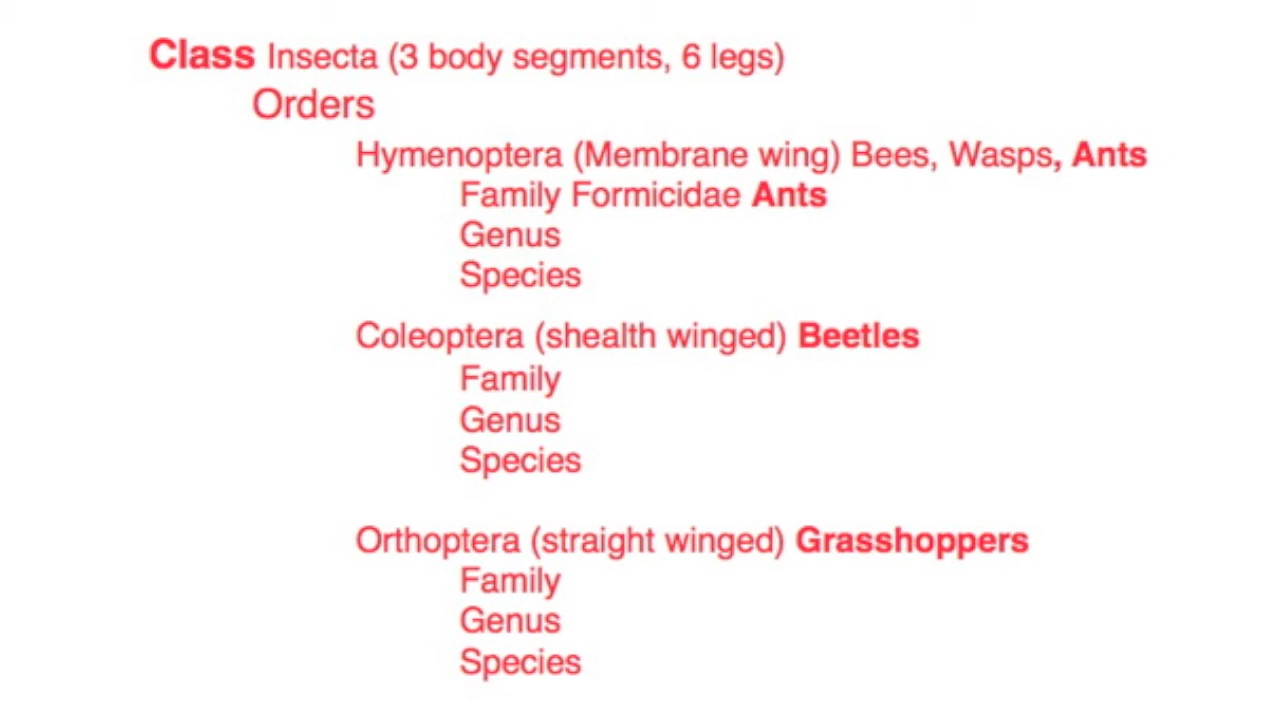 Class Insecta (3 body segments, 6 legs)
Orders
Hymenoptera (Membrane wing) Bees, Wasps, Ants
Family Formicidae Ants
Genus
Species
Coleoptera (shealth winged) Beetles
Family
Genus
Species
Orthoptera (straight winged) Grasshoppers
Family
Genus
Species